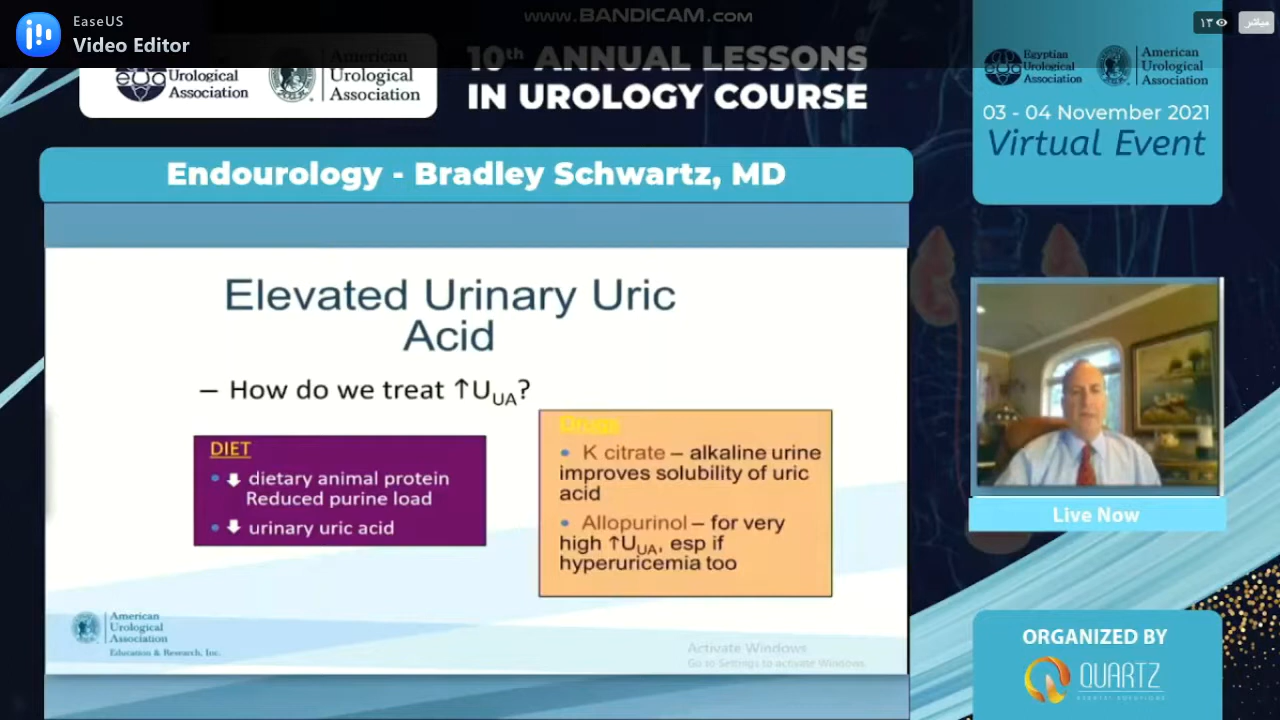 EaseUS
Video Editor
WWW.BANDICAM.COM
١٣
مباشر
eua
Urological
Association
American
Urological
Association
10th ANNUAL LESSONS
IN UROLOGY COURSE
Egyptian
Urological
Association
American
Urological
Association
03 - 04 November 2021
Virtual Event
Endourology - Bradley Schwartz, MD
Elevated Urinary Uric
Acid
– How do we treat ↑UUA?
DIET
• ⬇ dietary animal protein
Reduced purine load
• ⬇ urinary uric acid
Drugs
• K citrate – alkaline urine
improves solubility of uric
acid
• Allopurinol – for very
high ↑UUA, esp if
hyperuricemia too
American
Urological
Association
Education & Research, Inc.
Activate Windows
Go to Settings to activate Windows.
Live Now
ORGANIZED BY
QUARTZ